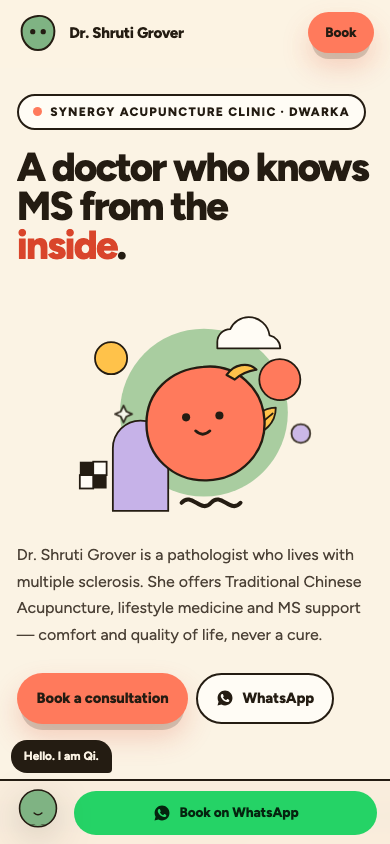 Dr. Shruti Grover
Book
SYNERGY ACUPUNCTURE CLINIC · DWARKA
A doctor who knows
MS from the
inside.
Dr. Shruti Grover is a pathologist who lives with
multiple sclerosis. She offers Traditional Chinese
Acupuncture, lifestyle medicine and MS support
— comfort and quality of life, never a cure.
Book a consultation
WhatsApp
Hello. I am Qi.
Book on WhatsApp